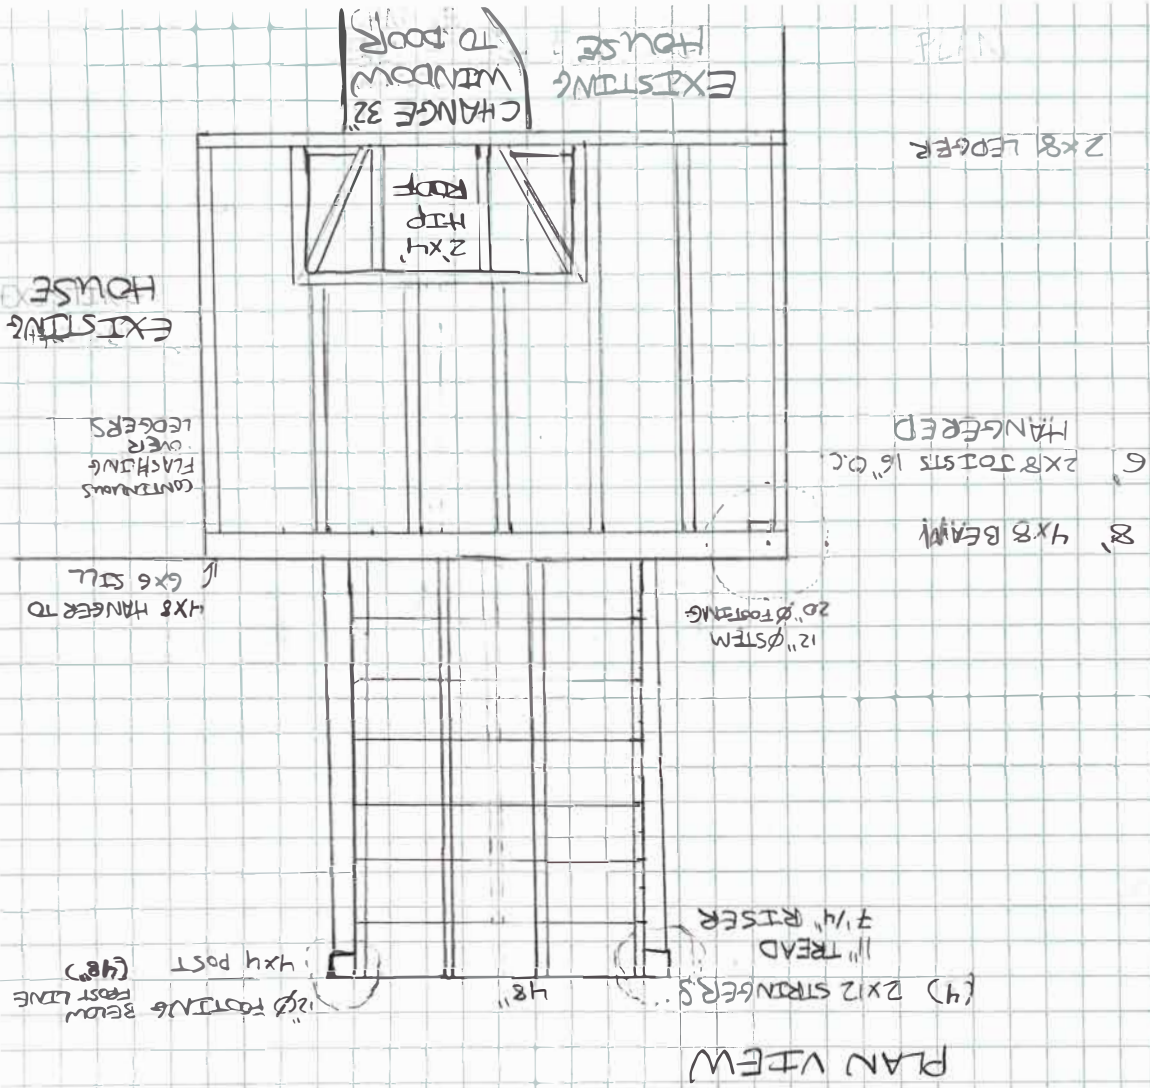 PLAN VIEW
(4) 2X12 STRINGERS
11" TREAD
7 1/4" RISER
48"
12"Ø FOOTING BELOW
FROST LINE
(48")
4X4 POST
12"ØSTEM
20"Ø FOOTING
4X8 HANGER TO
6X6 SILL
8' 4X8 BEAM
6' 2X8 JOISTS 16" O.C.
HANGERED
CONTINUOUS
FLASHING
OVER
LEDGERS
EXISTING
HOUSE
2'X4'
HIP
ROOF
2X8 LEDGER
CHANGE 32"
WINDOW
TO DOOR
EXISTING
HOUSE
PLAN